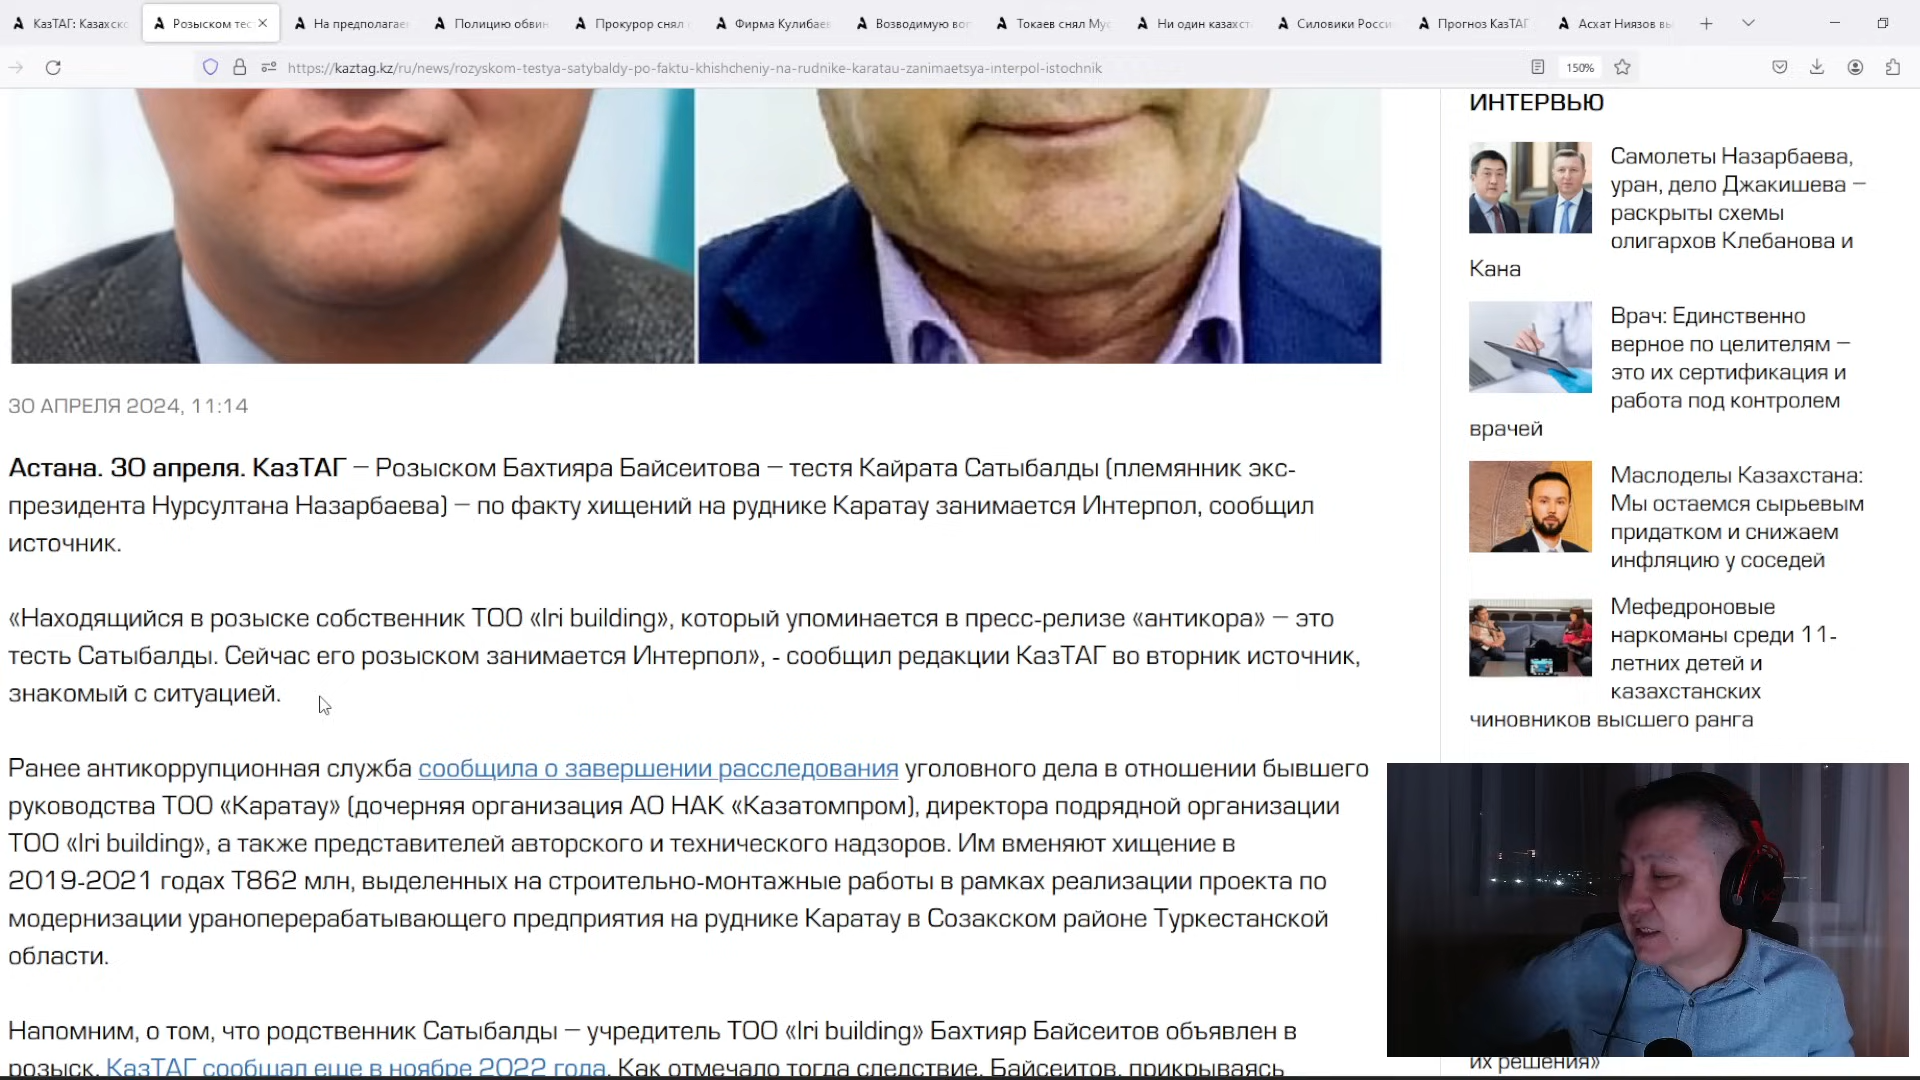 КазТАГ: Казахско
Розыском тес
На предполагае
Полицию обвин
Прокурор снял с
Фирма Кулибаев
Возводимую воп
Токаев снял Мус
Ни один казахст
Силовики Росси
Прогноз КазТАГ
Асхат Ниязов вы
https://kaztag.kz/ru/news/rozyskom-testya-satybaldy-po-faktu-khishcheniy-na-rudnike-karatau-zanimaetsya-interpol-istochnik
150%
30 АПРЕЛЯ 2024, 11:14
Астана. 30 апреля. КазТАГ – Розыском Бахтияра Байсеитова – тестя Кайрата Сатыбалды (племянник экс-
президента Нурсултана Назарбаева) – по факту хищений на руднике Каратау занимается Интерпол, сообщил
источник.
«Находящийся в розыске собственник ТОО «Iri building», который упоминается в пресс-релизе «антикора» – это
тесть Сатыбалды. Сейчас его розыском занимается Интерпол», - сообщил редакции КазТАГ во вторник источник,
знакомый с ситуацией.
Ранее антикоррупционная служба сообщила о завершении расследования уголовного дела в отношении бывшего
руководства ТОО «Каратау» (дочерняя организация АО НАК «Казатомпром), директора подрядной организации
ТОО «Iri building», а также представителей авторского и технического надзоров. Им вменяют хищение в
2019-2021 годах Т862 млн, выделенных на строительно-монтажные работы в рамках реализации проекта по
модернизации ураноперерабатывающего предприятия на руднике Каратау в Созакском районе Туркестанской
области.
Напомним, о том, что родственник Сатыбалды – учредитель ТОО «Iri building» Бахтияр Байсеитов объявлен в
розыск, КазТАГ сообщал еще в ноябре 2022 года. Как отмечало тогда следствие, Байсеитов, прикрываясь
ИНТЕРВЬЮ
Самолеты Назарбаева,
уран, дело Джакишева –
раскрыты схемы
олигархов Клебанова и
Кана
Врач: Единственно
верное по целителям –
это их сертификация и
работа под контролем
врачей
Маслоделы Казахстана:
Мы остаемся сырьевым
придатком и снижаем
инфляцию у соседей
Мефедроновые
наркоманы среди 11-
летних детей и
казахстанских
чиновников высшего ранга
их решения»